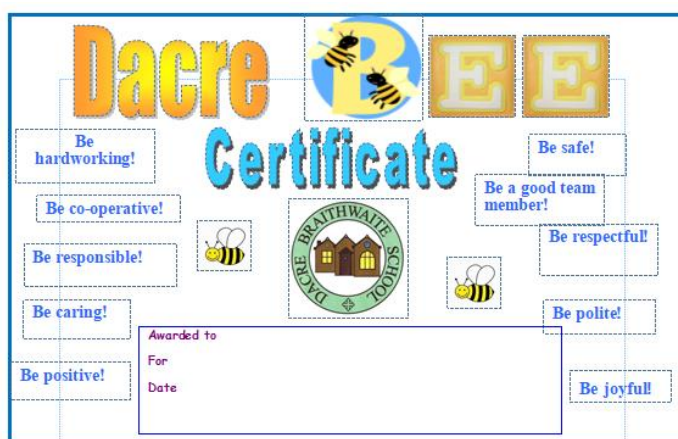 Dacre BEE
Certificate
Be
hardworking!
Be co-operative!
Be responsible!
Be caring!
Be positive!
Be safe!
Be a good team
member!
Be respectful!
Be polite!
Be joyful!
DACRE BRAITHWAITE SCHOOL
Awarded to
For
Date